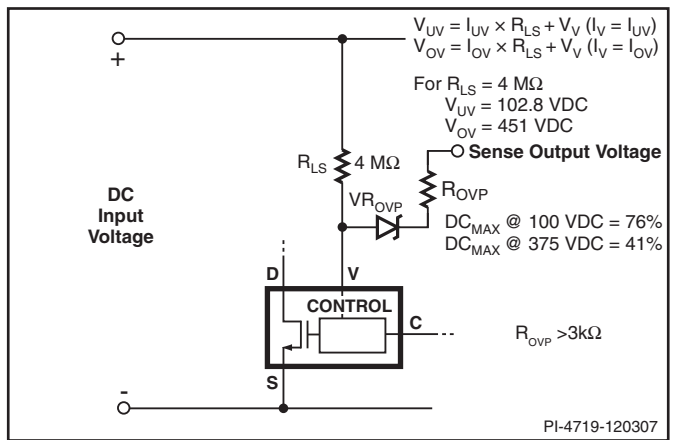 V_UV = I_UV × R_LS + V_V (I_V = I_UV)
V_OV = I_OV × R_LS + V_V (I_V = I_OV)
For R_LS = 4 MΩ
V_UV = 102.8 VDC
V_OV = 451 VDC
Sense Output Voltage
+
R_LS 4 MΩ
R_OVP
VR_OVP
DC
Input
Voltage
DC_MAX @ 100 VDC = 76%
DC_MAX @ 375 VDC = 41%
D V
CONTROL
C
R_OVP >3kΩ
S
-
PI-4719-120307